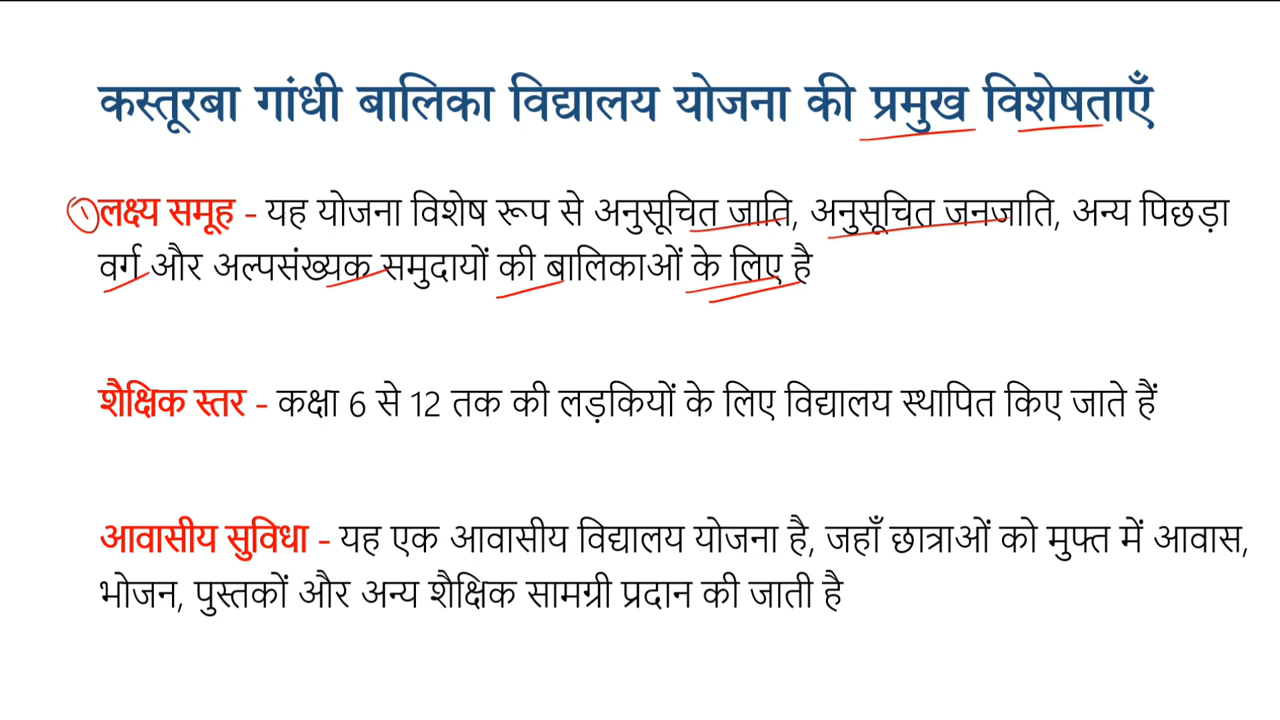 कस्तूरबा गांधी बालिका विद्यालय योजना की प्रमुख विशेषताएँ
① लक्ष्य समूह - यह योजना विशेष रूप से अनुसूचित जाति, अनुसूचित जनजाति, अन्य पिछड़ा
वर्ग और अल्पसंख्यक समुदायों की बालिकाओं के लिए है
शैक्षिक स्तर - कक्षा 6 से 12 तक की लड़कियों के लिए विद्यालय स्थापित किए जाते हैं
आवासीय सुविधा - यह एक आवासीय विद्यालय योजना है, जहाँ छात्राओं को मुफ्त में आवास,
भोजन, पुस्तकों और अन्य शैक्षिक सामग्री प्रदान की जाती है